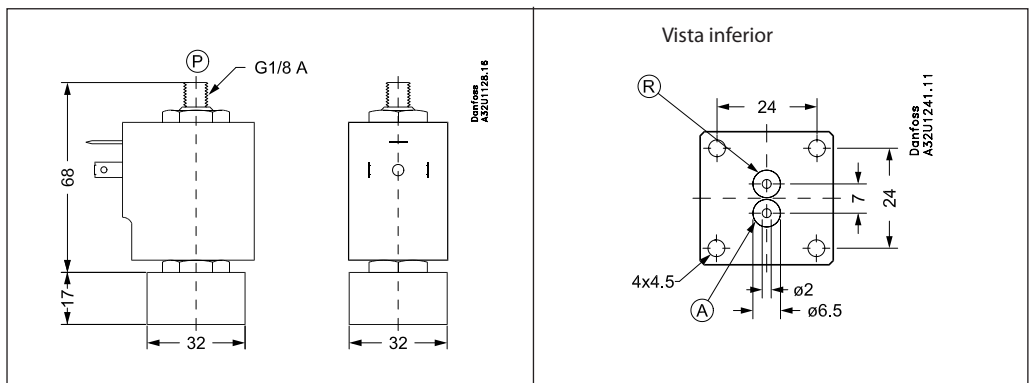 P
G1/8 A
Danfoss
A32U1128.16
68
17
32
32
Vista inferior
R
24
Danfoss
A32U1241.11
7
24
4x4.5
A
ø2
ø6.5